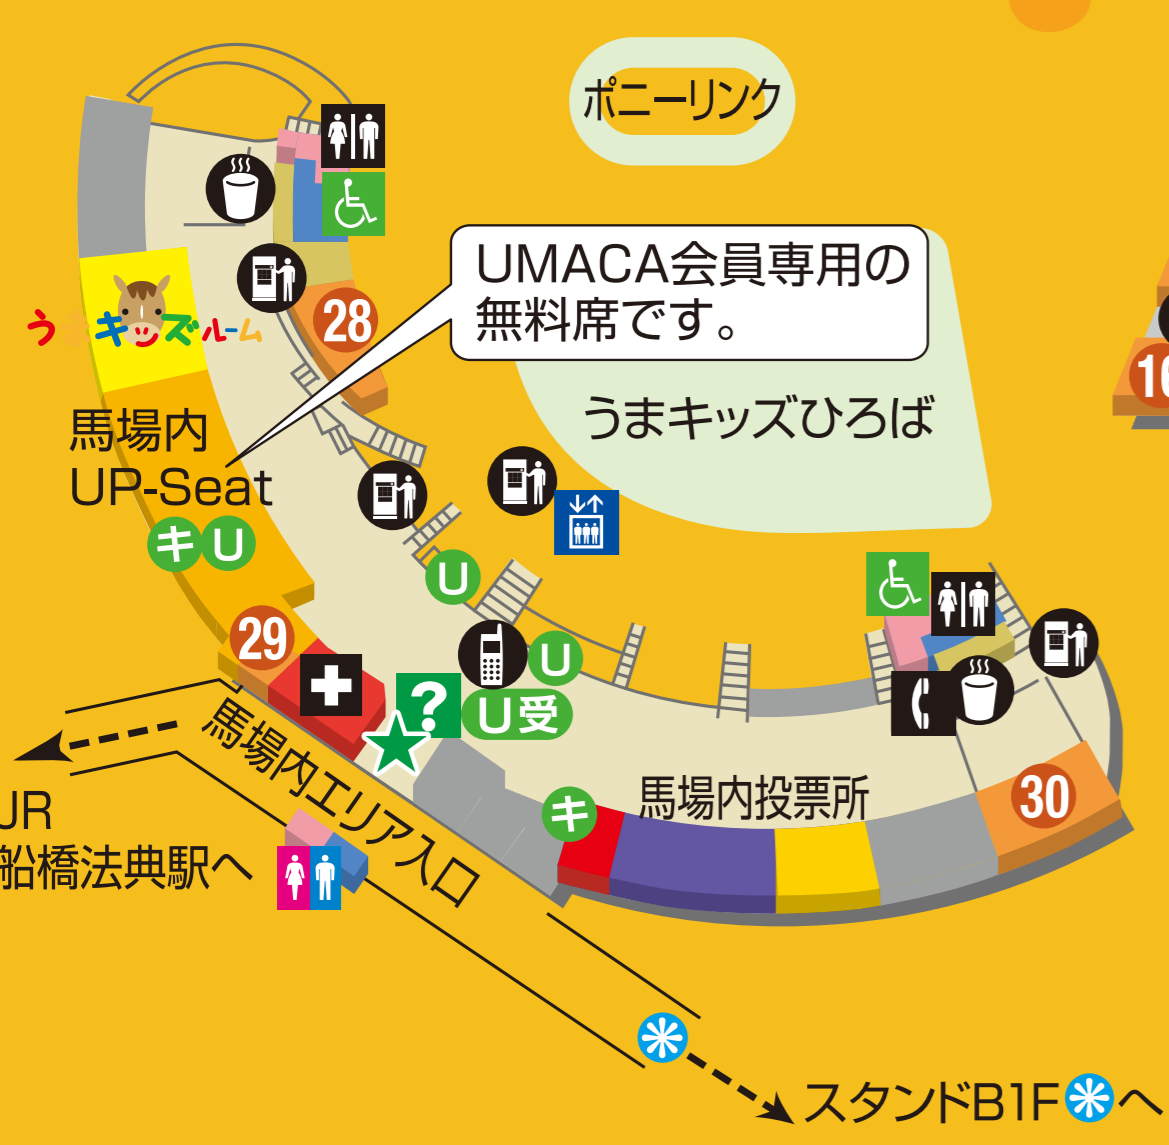 ポニーリンク
UMACA会員専用の
無料席です。
28
16
うまキッズルーム
うまキッズひろば
馬場内
UP-Seat
キ U
U
29
?
U
U受
馬場内エリア入口
JR
船橋法典駅へ
キ
馬場内投票所
30
スタンドB1F
へ